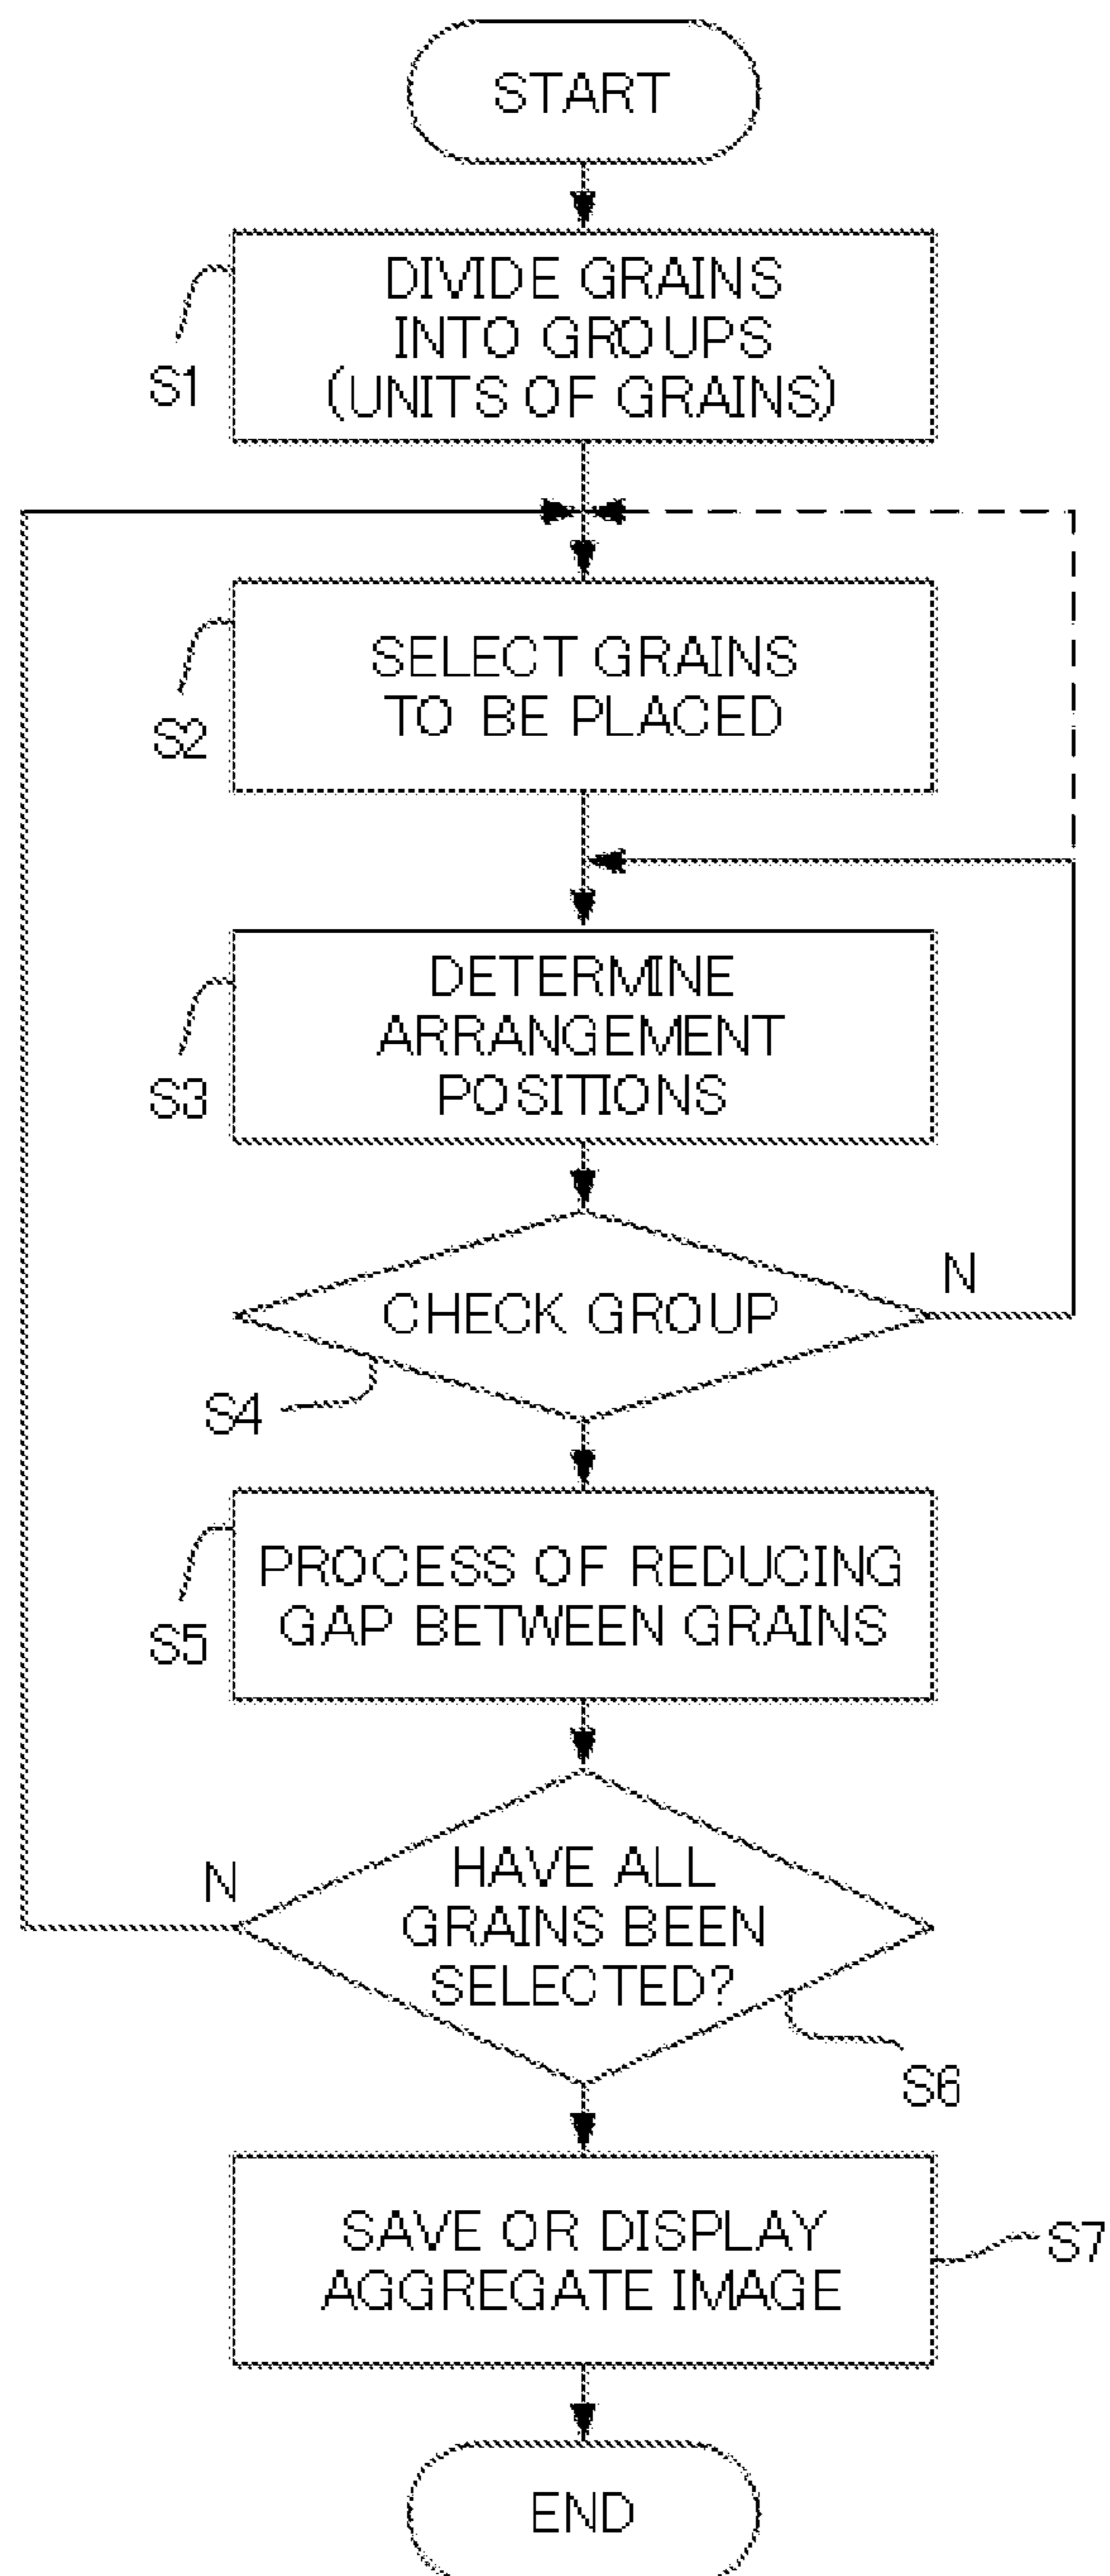 START
DIVIDE GRAINS
INTO GROUPS
(UNITS OF GRAINS)
S1
SELECT GRAINS
TO BE PLACED
S2
DETERMINE
ARRANGEMENT
POSITIONS
S3
CHECK GROUP
N
S4
PROCESS OF REDUCING
GAP BETWEEN GRAINS
S5
HAVE ALL
GRAINS BEEN
SELECTED?
N
S6
SAVE OR DISPLAY
AGGREGATE IMAGE
S7
END